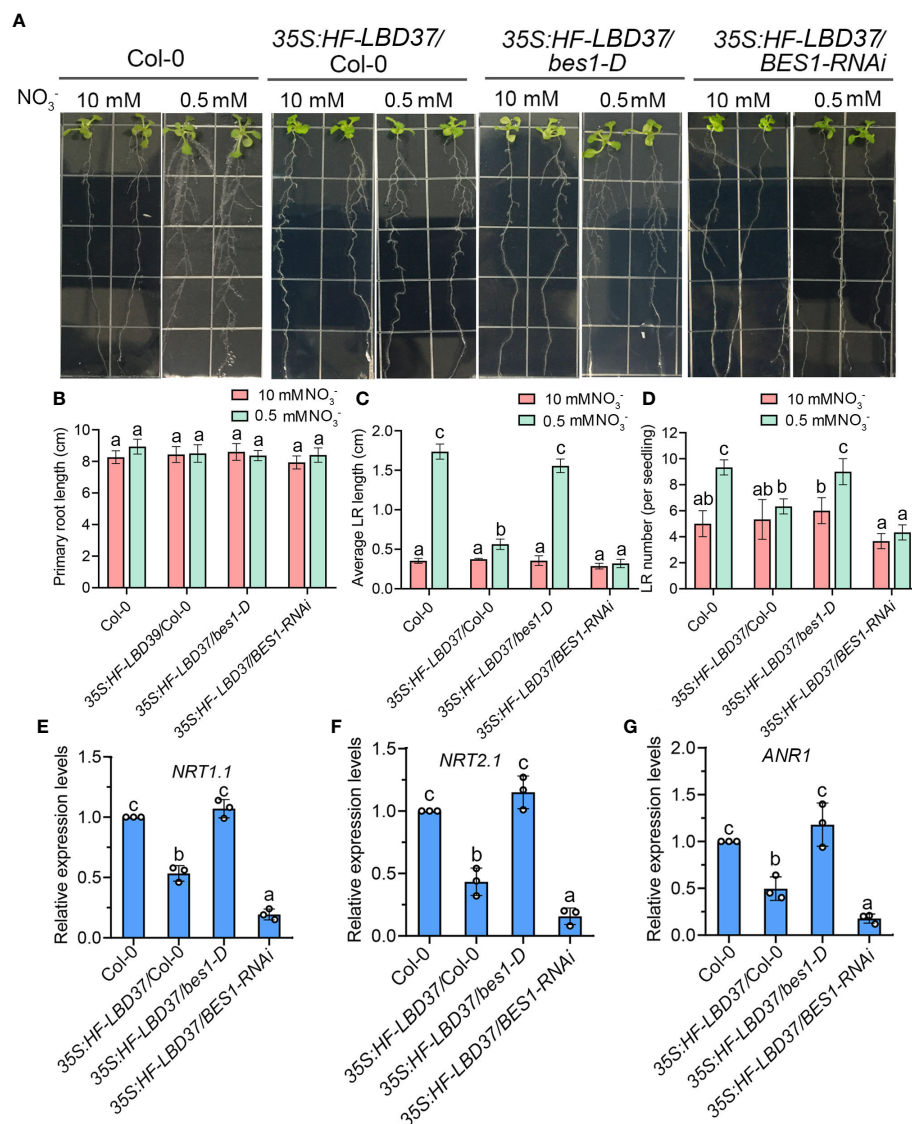 A
Col-0
35S:HF-LBD37/
Col-0
35S:HF-LBD37/
bes1-D
35S:HF-LBD37/
BES1-RNAi
NO3-
10 mM
0.5 mM
10 mM
0.5 mM
10 mM
0.5 mM
10 mM
0.5 mM
B
10 mMNO3-
0.5 mMNO3-
Primary root length (cm)
10
8
6
4
2
0
a a a a a a a a
Col-0
35S:HF-LBD39/Col-0
35S:HF-LBD37/bes1-D
35S:HF-LBD37/BES1-RNAi
C
10 mMNO3-
0.5 mMNO3-
Average LR length (cm)
2.0
1.5
1.0
0.5
0.0
a c a b a c a a
Col-0
35S:HF-LBD37/Col-0
35S:HF-LBD37/bes1-D
35S:HF-LBD37/BES1-RNAi
D
10 mMNO3-
0.5 mMNO3-
LR number (per seedling)
12
10
8
6
4
2
0
ab c ab b b c a a
Col-0
35S:HF-LBD37/Col-0
35S:HF-LBD37/bes1-D
35S:HF-LBD37/BES1-RNAi
E
NRT1.1
Relative expression levels
1.5
1.0
0.5
0.0
c b c a
Col-0
35S:HF-LBD37/Col-0
35S:HF-LBD37/bes1-D
35S:HF-LBD37/BES1-RNAi
F
NRT2.1
Relative expression levels
1.5
1.0
0.5
0.0
c b c a
Col-0
35S:HF-LBD37/Col-0
35S:HF-LBD37/bes1-D
35S:HF-LBD37/BES1-RNAi
G
ANR1
Relative expression levels
2.0
1.5
1.0
0.5
0.0
c b c a
Col-0
35S:HF-LBD37/Col-0
35S:HF-LBD37/bes1-D
35S:HF-LBD37/BES1-RNAi